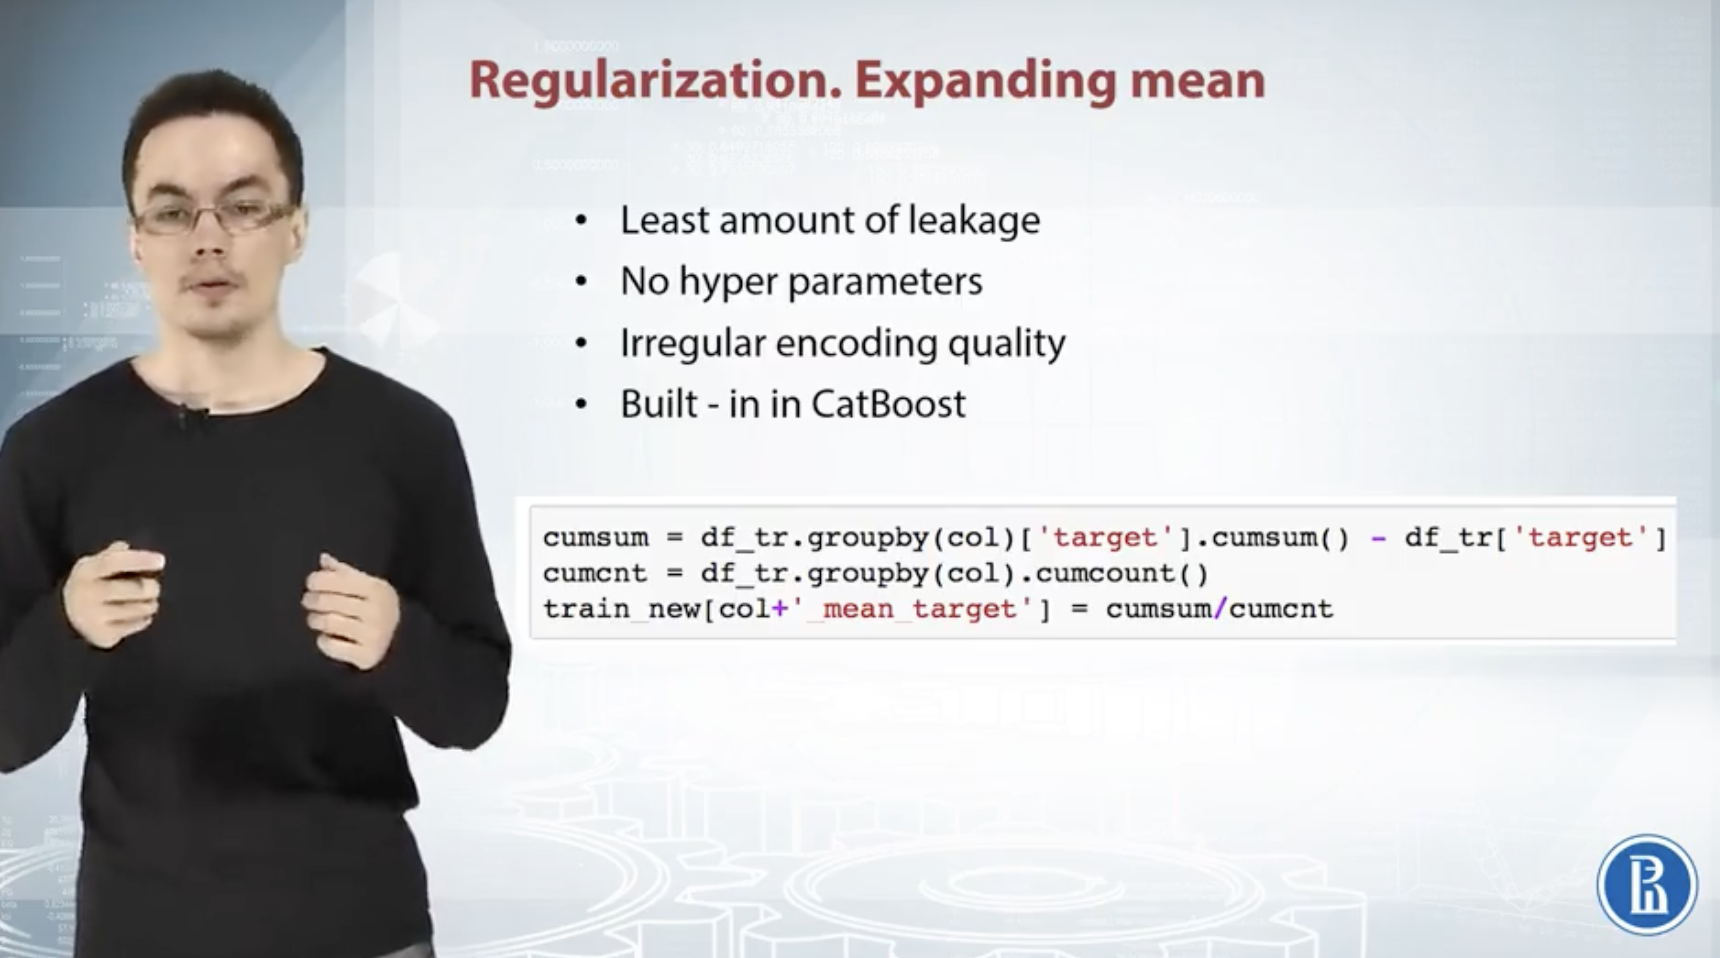 Regularization. Expanding mean
• Least amount of leakage
• No hyper parameters
• Irregular encoding quality
• Built - in in CatBoost
cumsum = df_tr.groupby(col)['target'].cumsum() - df_tr['target']
cumcnt = df_tr.groupby(col).cumcount()
train_new[col+'_mean_target'] = cumsum/cumcnt